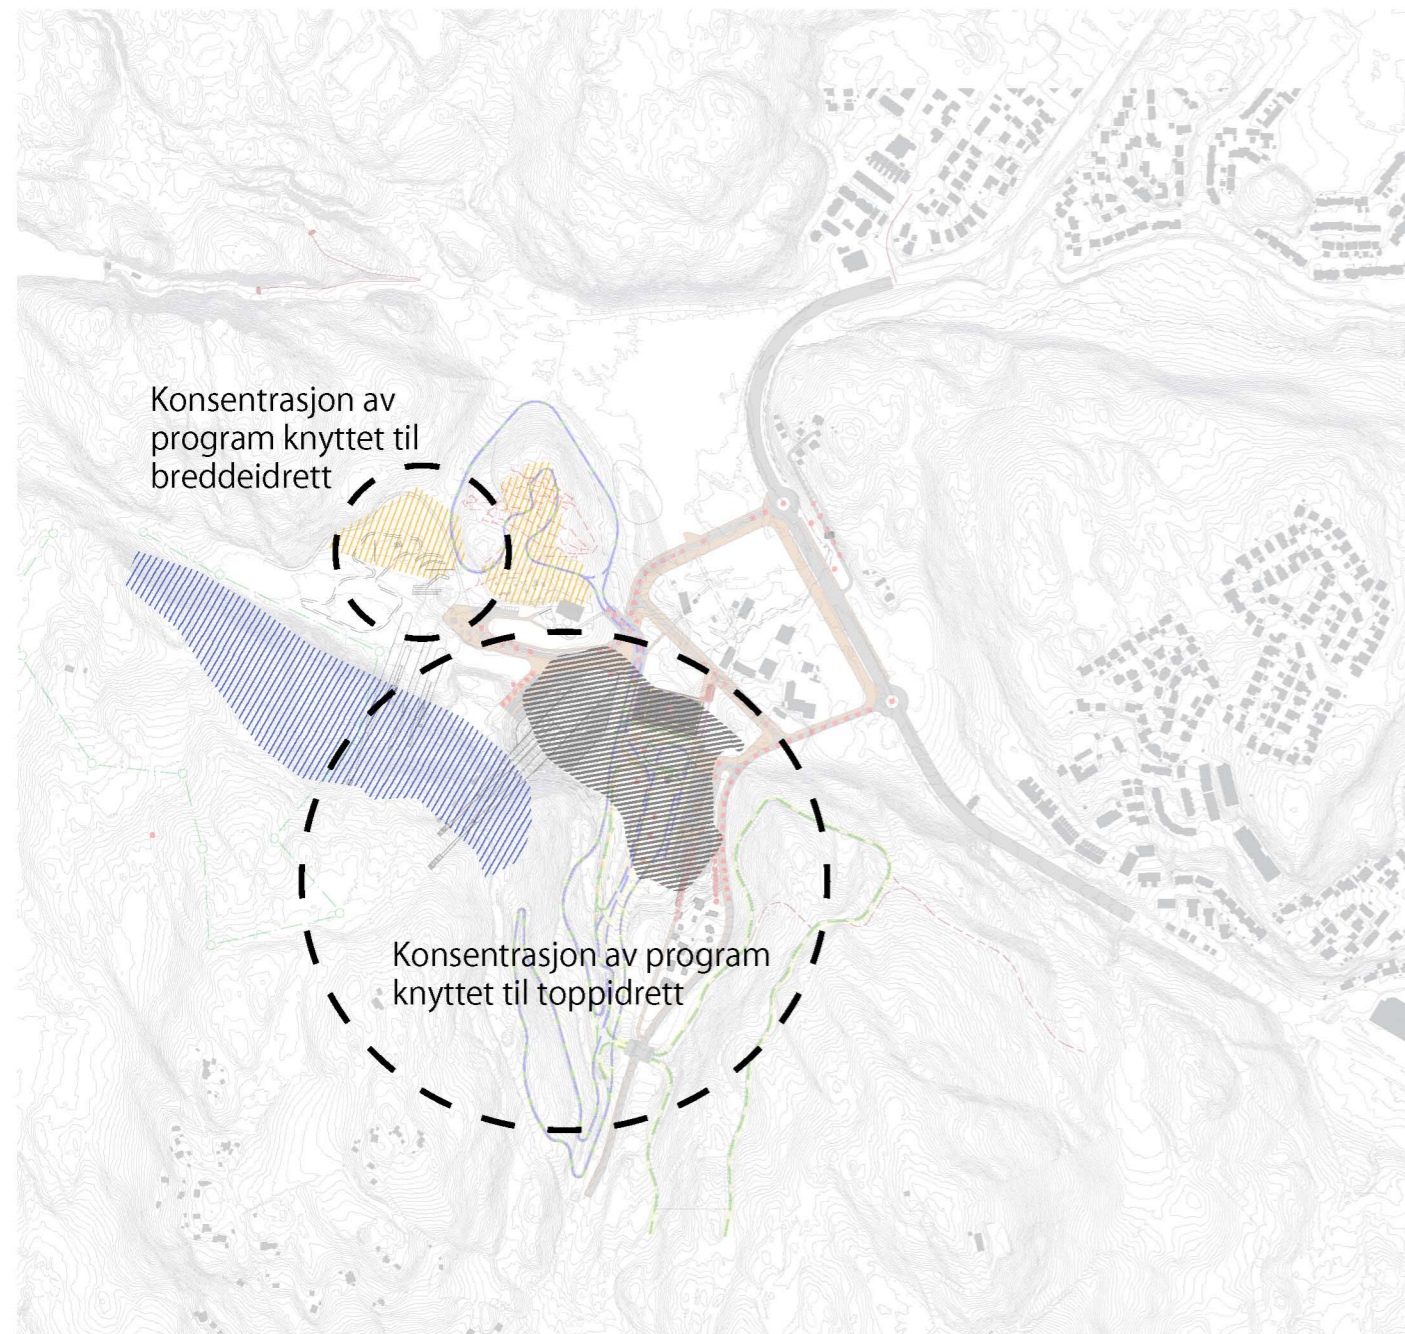 Konsentrasjon av
program knyttet til
breddeidrett
Konsentrasjon av program
knyttet til toppidrett